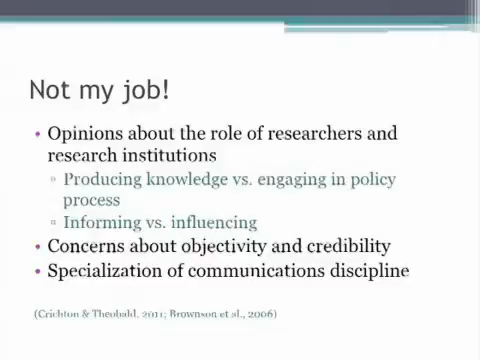 Not my job!
• Opinions about the role of researchers and
research institutions
▫ Producing knowledge vs. engaging in policy
process
▫ Informing vs. influencing
• Concerns about objectivity and credibility
• Specialization of communications discipline
(Crichton & Theobald, 2011; Brownson et al., 2006)